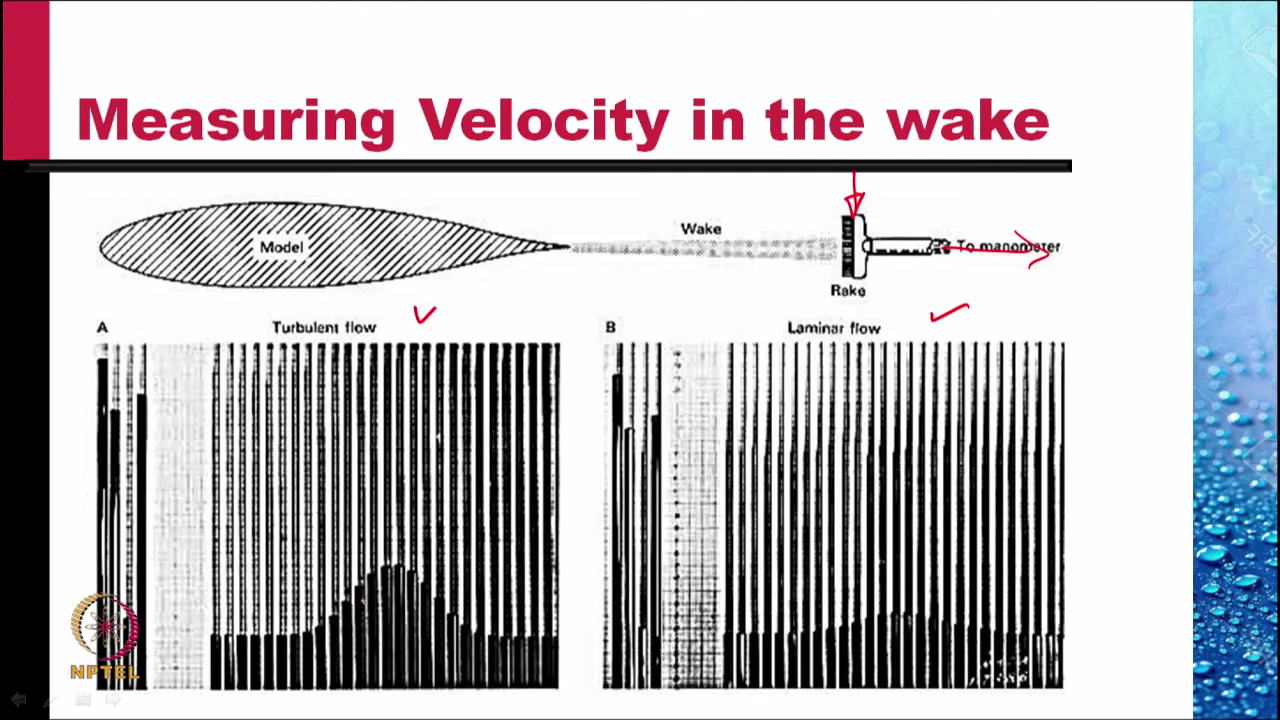 Measuring Velocity in the wake
Model
Wake
To manometer
Rake
A
Turbulent flow
B
Laminar flow
NPTEL